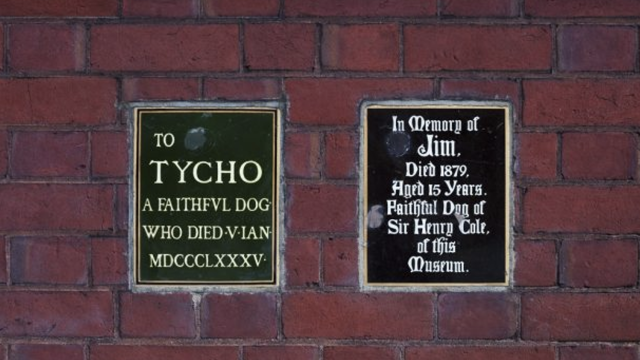 TO
TYCHO
A FAITHFVL DOG
WHO DIED·V·IAN·
MDCCCLXXXV·
In Memory of
Jim,
Died 1879,
Aged 15 Years.
Faithful Dog of
Sir Henry Cole,
of this
Museum.